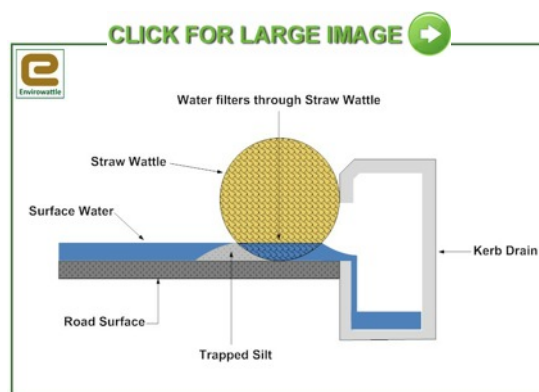 CLICK FOR LARGE IMAGE
e
Envirowattle
Water filters through Straw Wattle
Straw Wattle
Surface Water
Kerb Drain
Road Surface
Trapped Silt